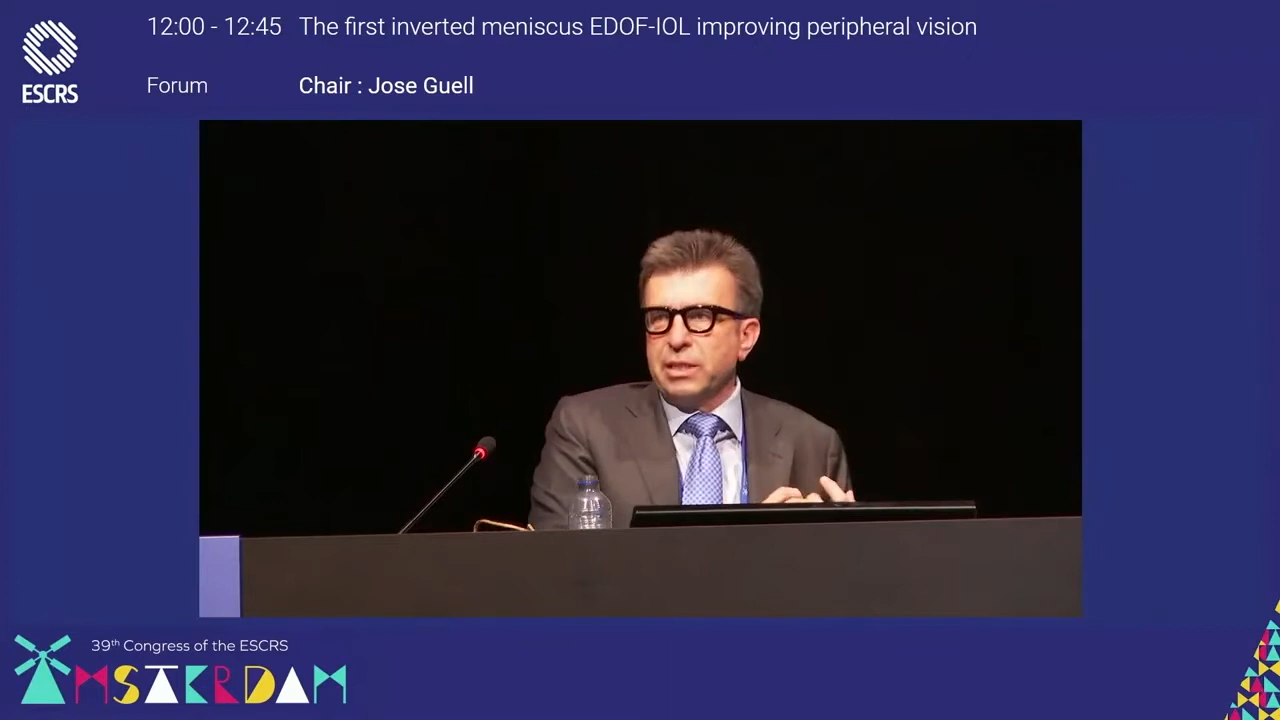 12:00 - 12:45 The first inverted meniscus EDOF-IOL improving peripheral vision
ESCRS
Forum Chair : Jose Guell
39th Congress of the ESCRS
AMSTERDAM